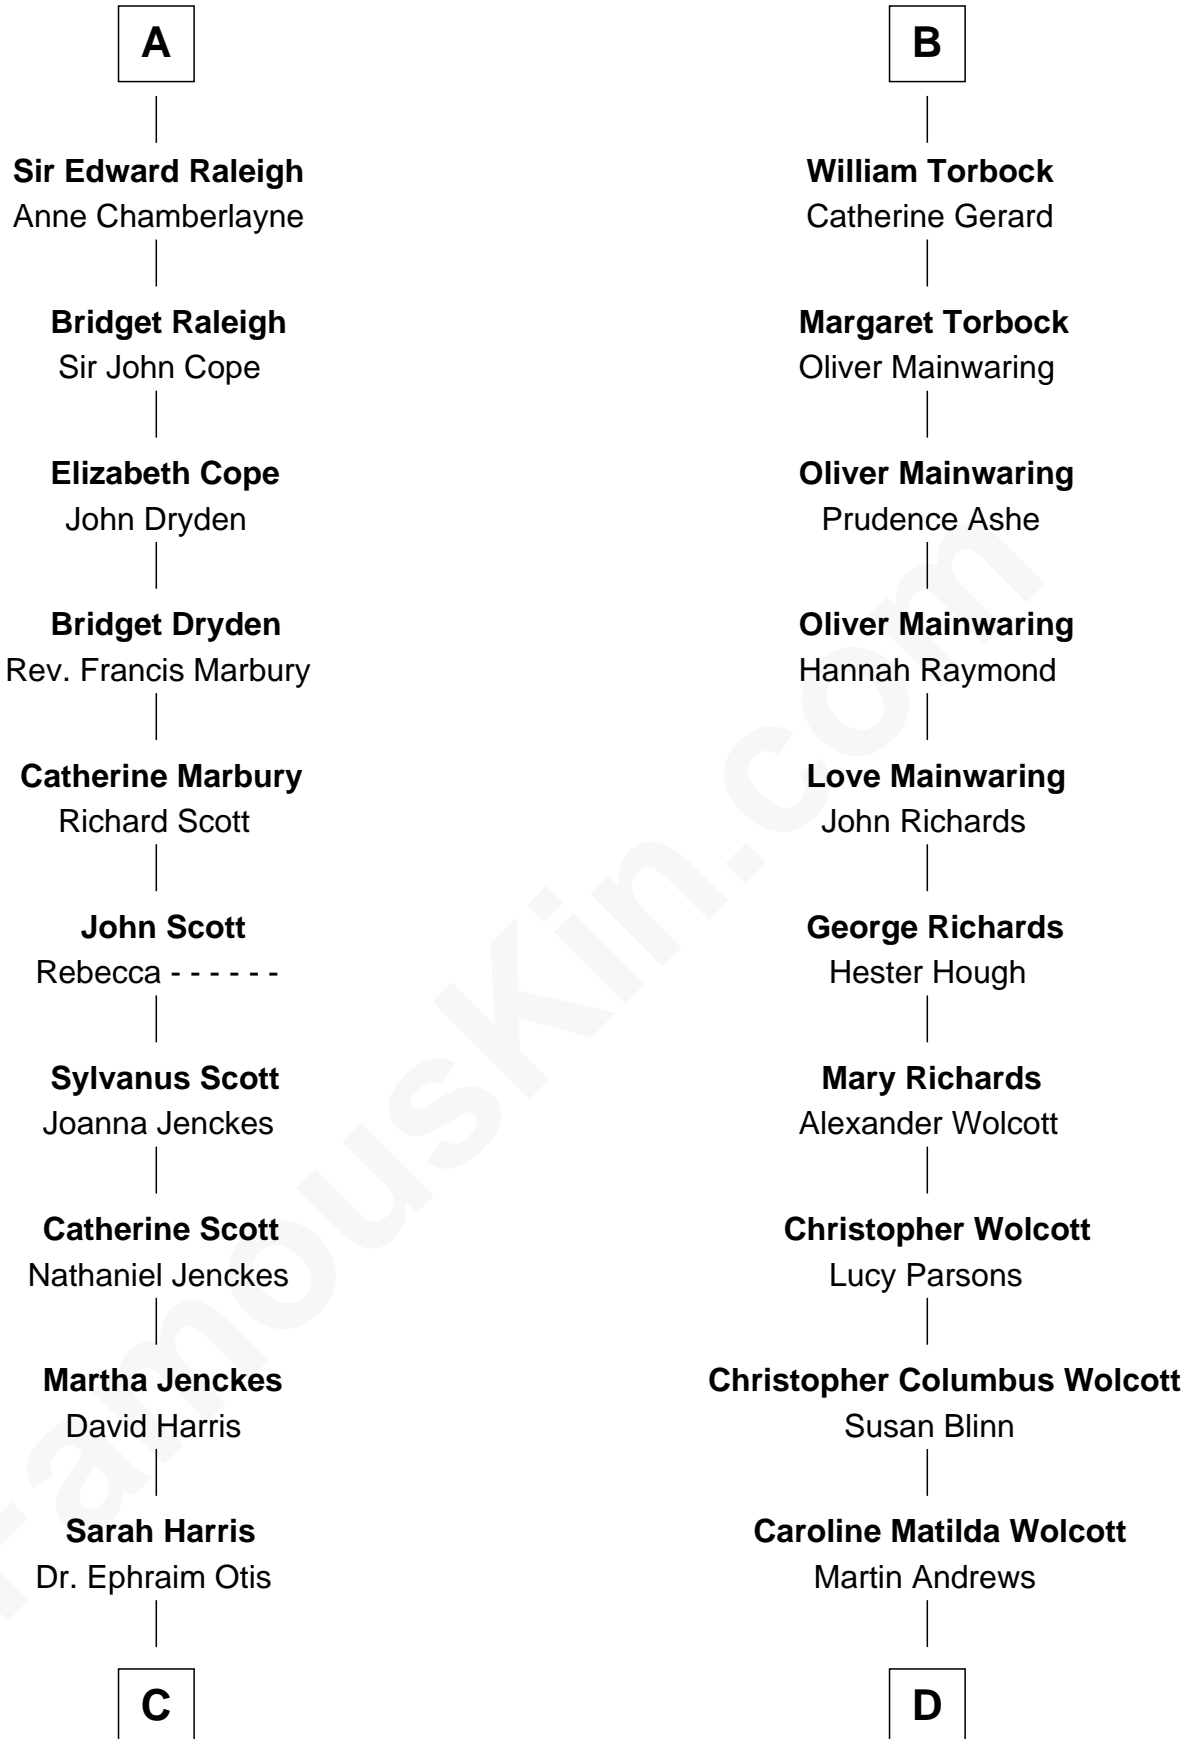 A
Sir Edward Raleigh
Anne Chamberlayne
Bridget Raleigh
Sir John Cope
Elizabeth Cope
John Dryden
Bridget Dryden
Rev. Francis Marbury
Catherine Marbury
Richard Scott
John Scott
Rebecca - - - - - -
Sylvanus Scott
Joanna Jenckes
Catherine Scott
Nathaniel Jenckes
Martha Jenckes
David Harris
Sarah Harris
Dr. Ephraim Otis
C
B
William Torbock
Catherine Gerard
Margaret Torbock
Oliver Mainwaring
Oliver Mainwaring
Prudence Ashe
Oliver Mainwaring
Hannah Raymond
Love Mainwaring
John Richards
George Richards
Hester Hough
Mary Richards
Alexander Wolcott
Christopher Wolcott
Lucy Parsons
Christopher Columbus Wolcott
Susan Blinn
Caroline Matilda Wolcott
Martin Andrews
D
FamousKin.com